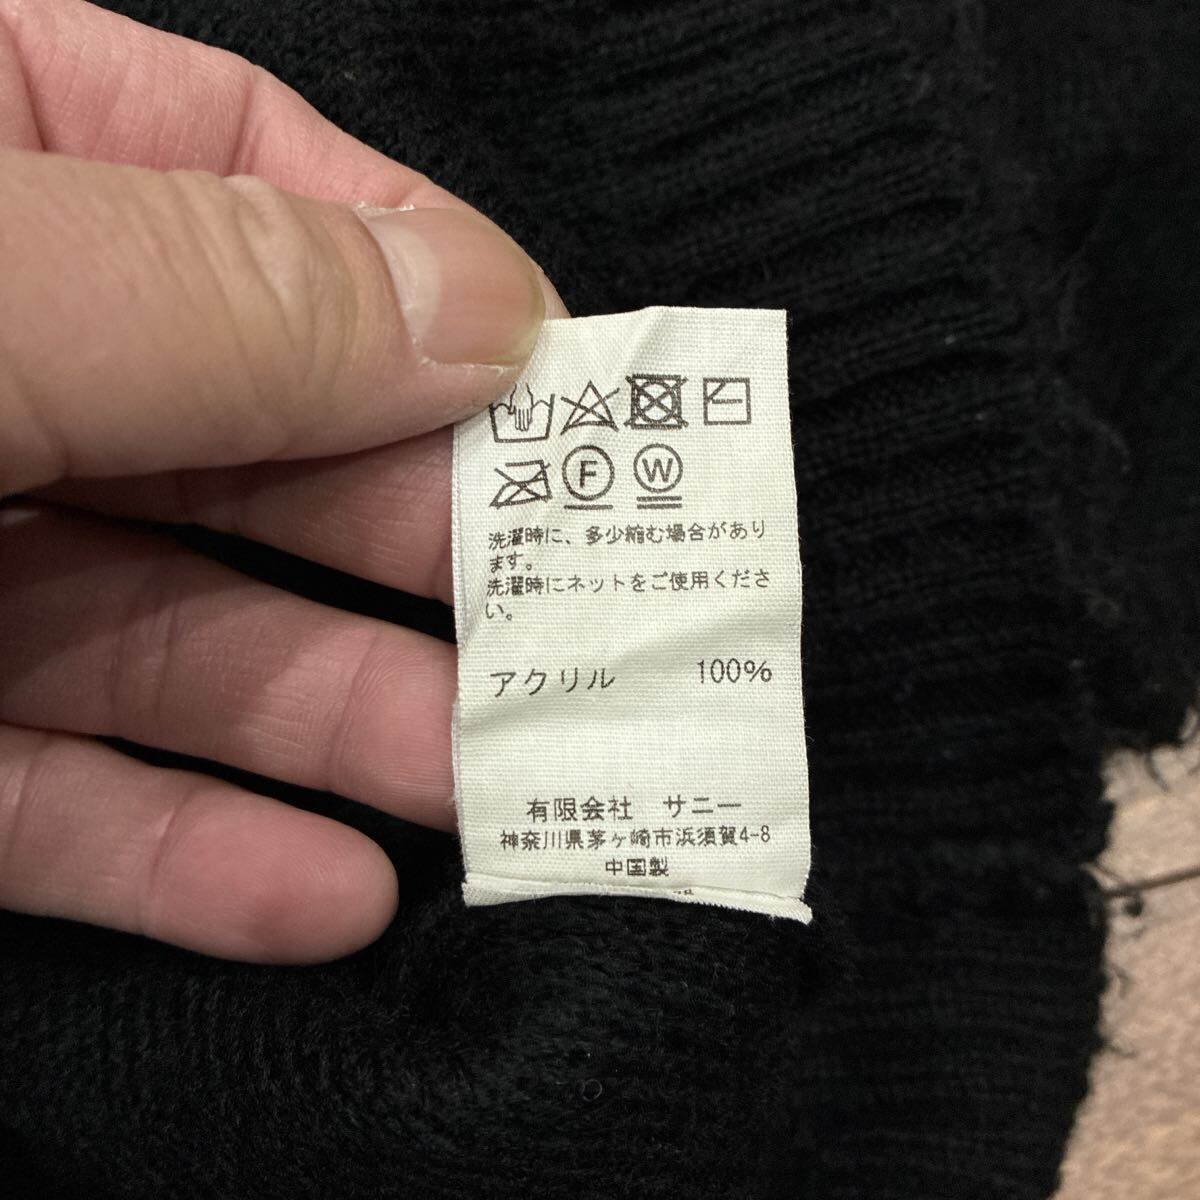 F W
洗濯時に、多少縮む場合があり
ます。
洗濯時にネットをご使用くださ
い。
アクリル 100%
有限会社 サニー
神奈川県茅ヶ崎市浜須賀4-8
中国製